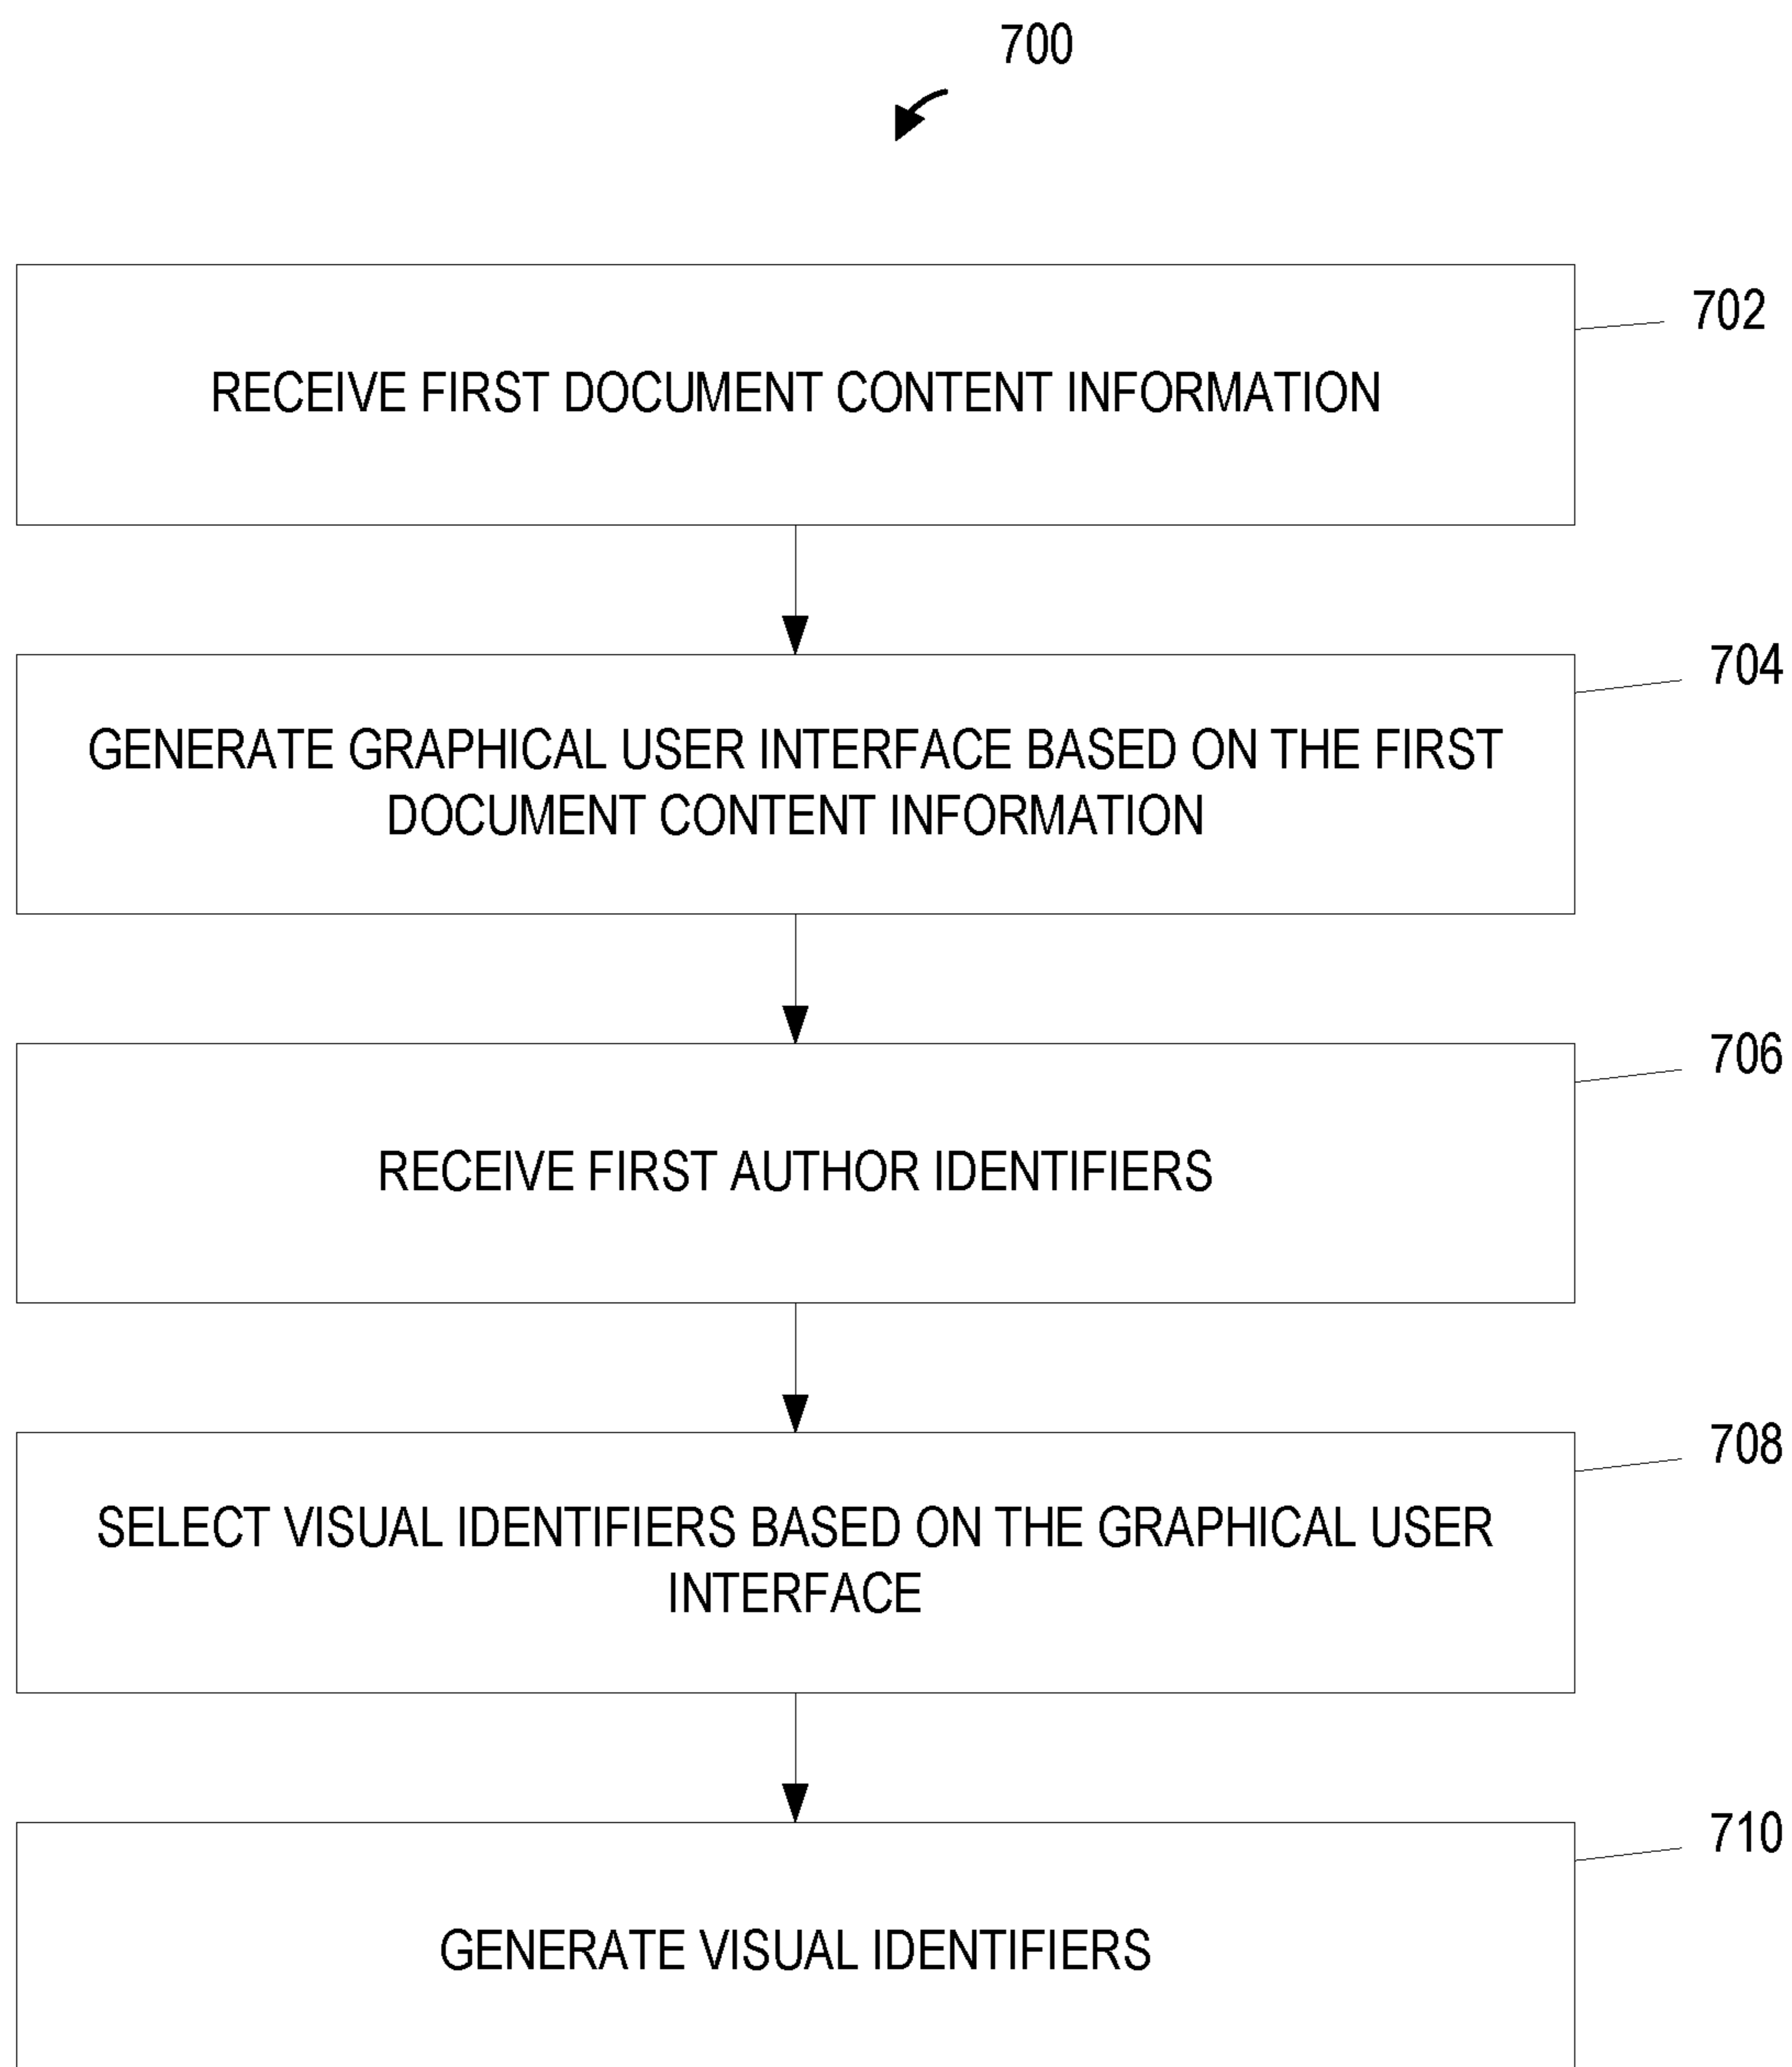 700
702
RECEIVE FIRST DOCUMENT CONTENT INFORMATION
704
GENERATE GRAPHICAL USER INTERFACE BASED ON THE FIRST
DOCUMENT CONTENT INFORMATION
706
RECEIVE FIRST AUTHOR IDENTIFIERS
708
SELECT VISUAL IDENTIFIERS BASED ON THE GRAPHICAL USER
INTERFACE
710
GENERATE VISUAL IDENTIFIERS